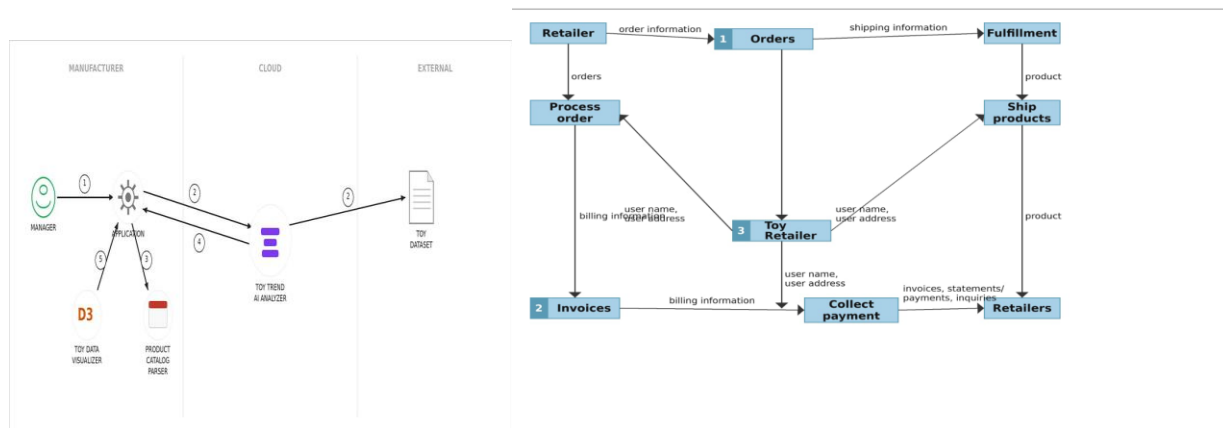 MANUFACTURER
CLOUD
EXTERNAL
1
2
2
MANAGER
APPLICATION
4
TOY
DATASET
5
3
TOY TREND
AI ANALYZER
D3
TOY DATA
VISUALIZER
PRODUCT
CATALOG
PARSER
Retailer
order information
1
Orders
shipping information
Fulfillment
orders
product
Process
order
Ship
products
billing information
user name,
user address
3
Toy
Retailer
user name,
user address
product
user name,
user address
2
Invoices
billing information
Collect
payment
invoices, statements/
payments, inquiries
Retailers